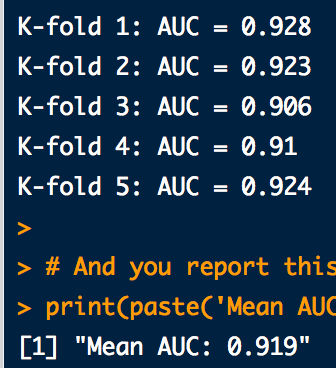 K-fold 1: AUC = 0.928
K-fold 2: AUC = 0.923
K-fold 3: AUC = 0.906
K-fold 4: AUC = 0.91
K-fold 5: AUC = 0.924
>
> # And you report this
> print(paste('Mean AUC
[1] "Mean AUC: 0.919"